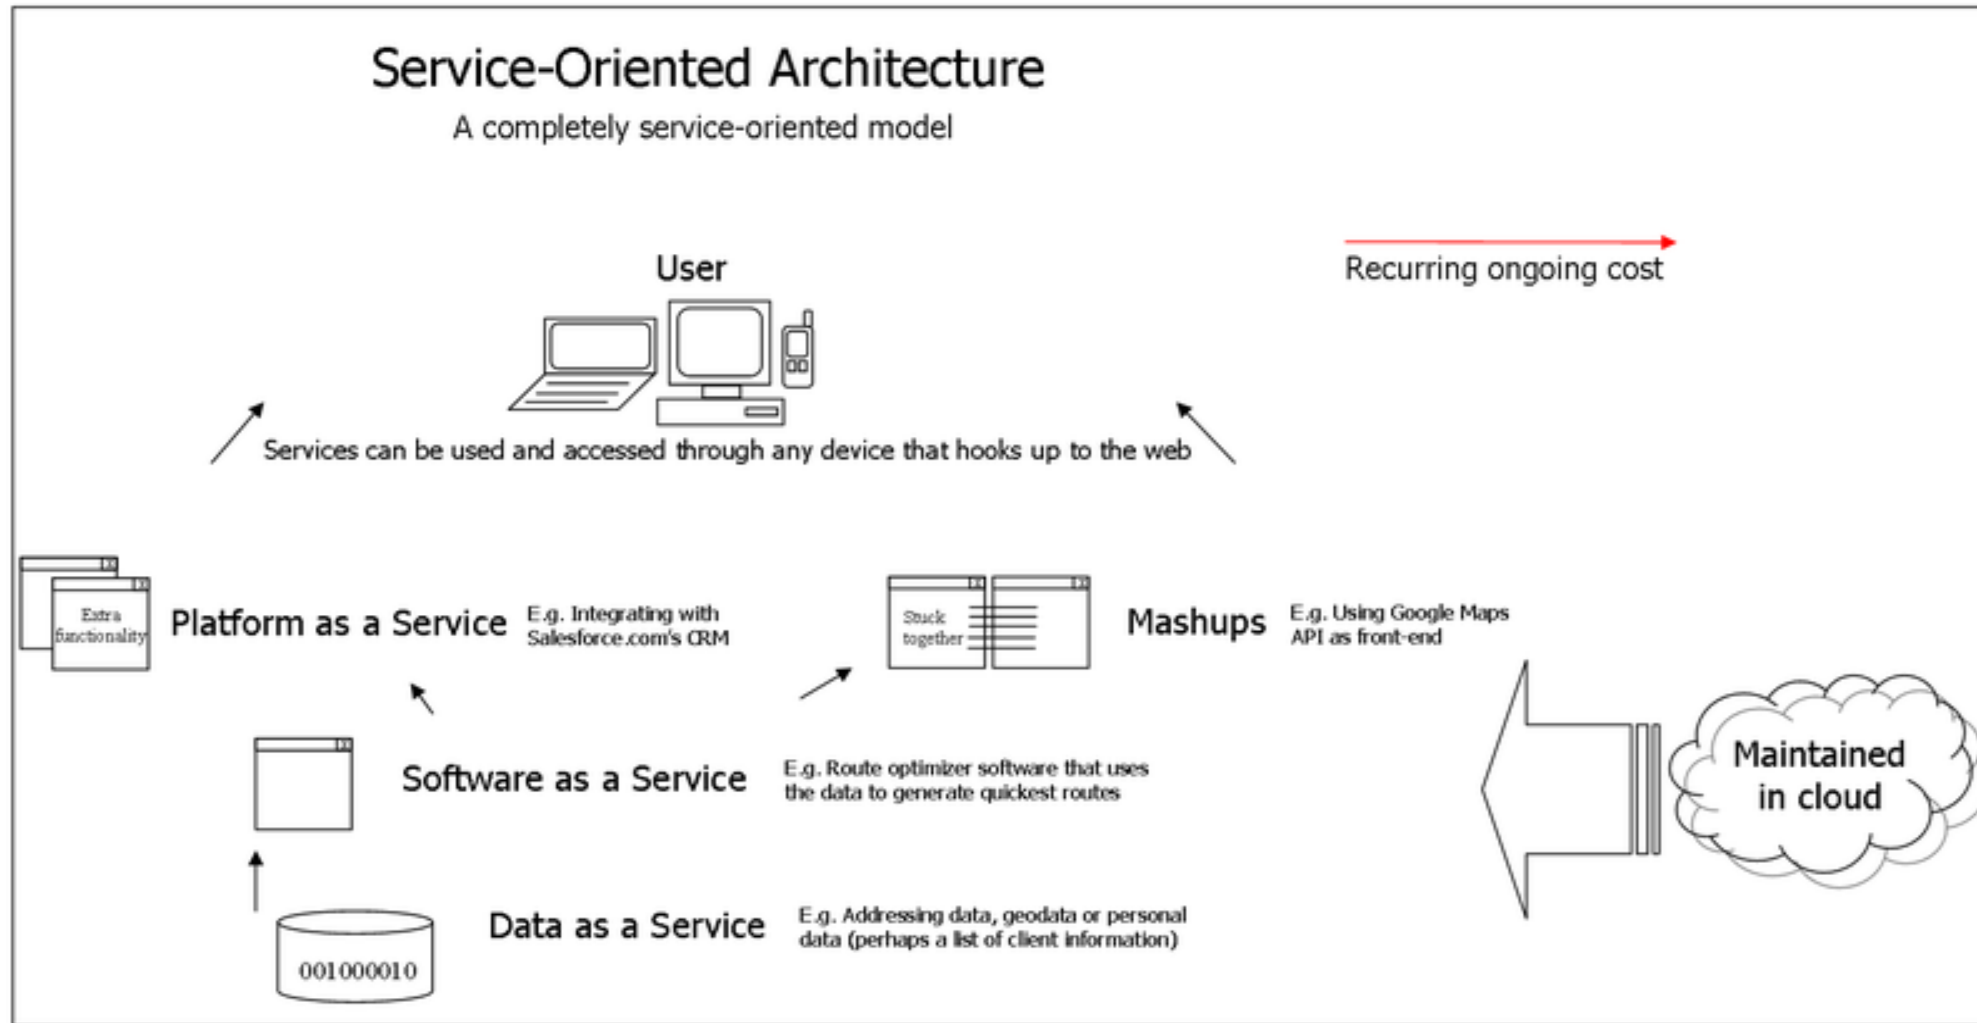 Service-Oriented Architecture
A completely service-oriented model
User
Recurring ongoing cost
Services can be used and accessed through any device that hooks up to the web
Extra
functionality
Platform as a Service
E.g. Integrating with
Salesforce.com's CRM
Stuck
together
Mashups
E.g. Using Google Maps
API as front-end
Software as a Service
E.g. Route optimizer software that uses
the data to generate quickest routes
Maintained
in cloud
Data as a Service
E.g. Addressing data, geodata or personal
data (perhaps a list of client information)
001000010